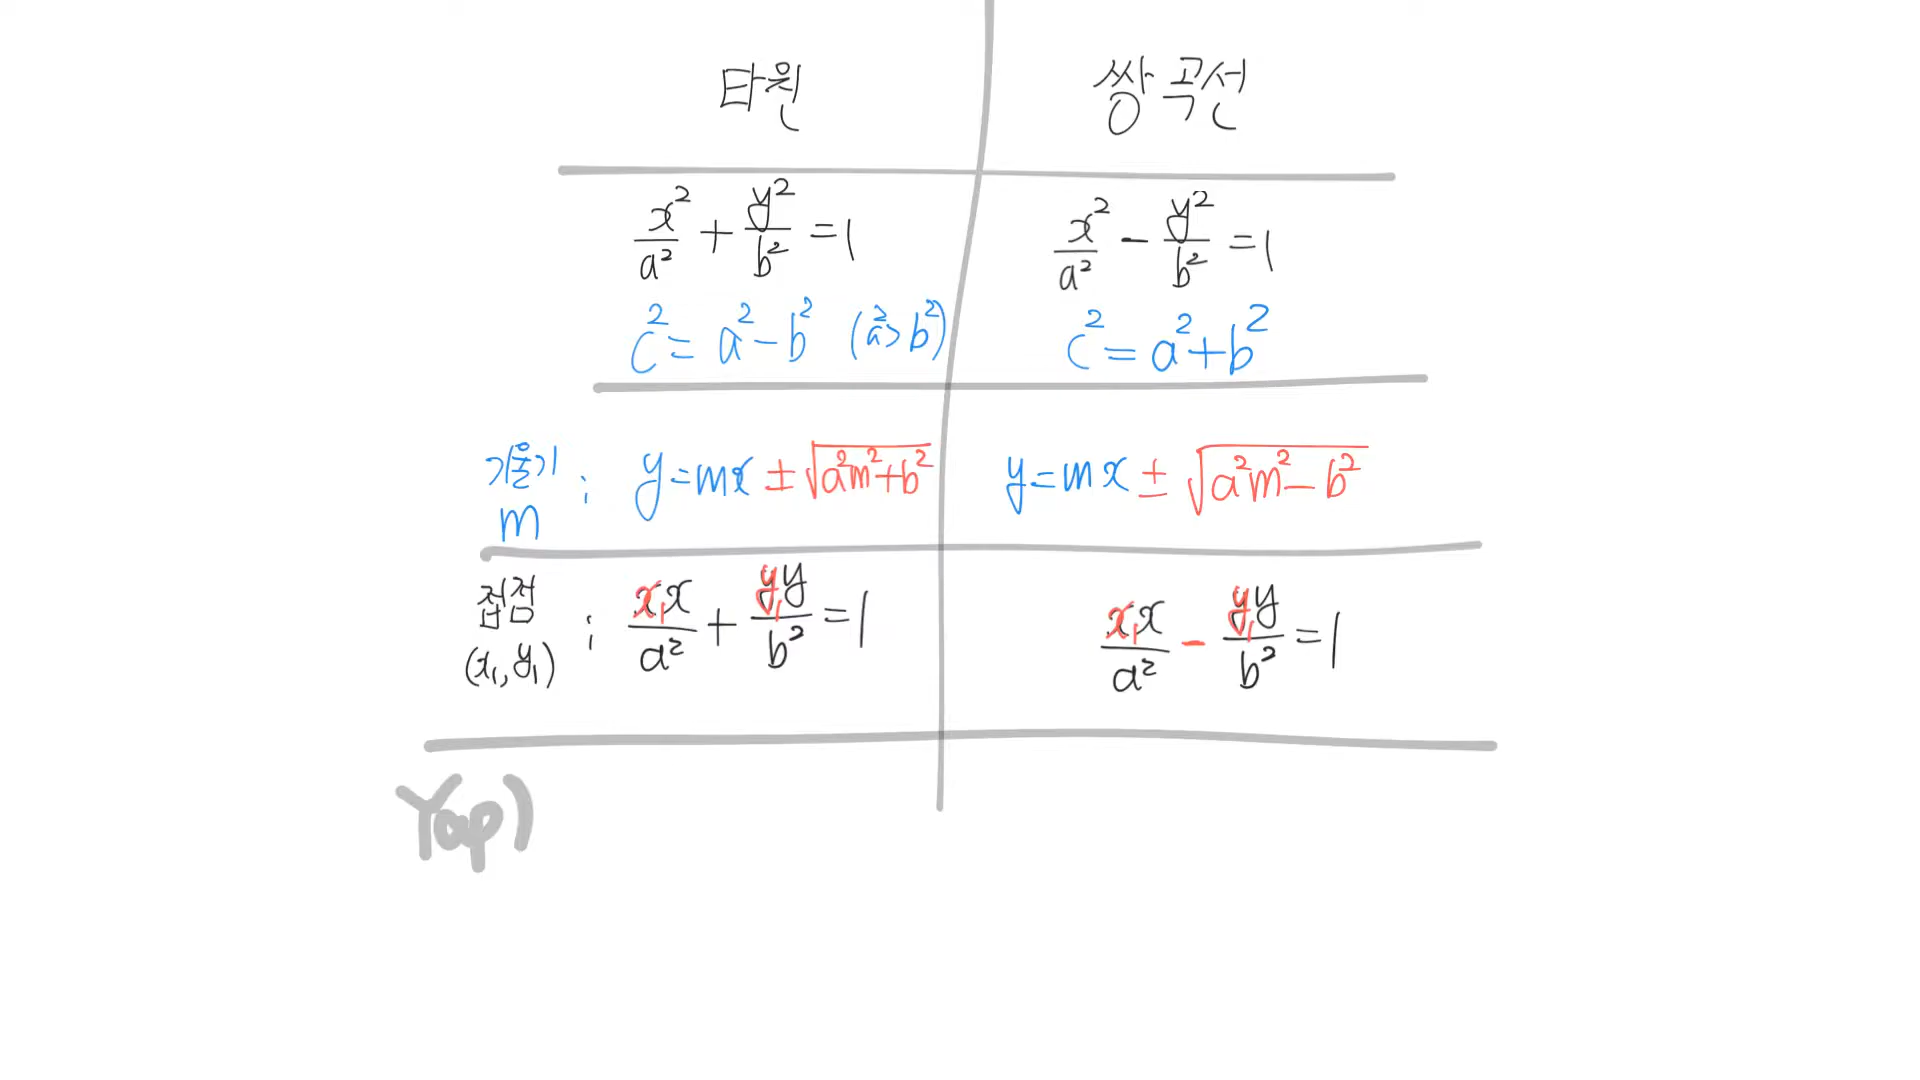 타원 쌍곡선
x²/a² + y²/b² = 1 x²/a² - y²/b² = 1
c² = a² - b² (a² > b²) c² = a² + b²
기울기 m ; y = mx ± √(a²m² + b²) y = mx ± √(a²m² - b²)
접점 (x₁, y₁) ; x₁x/a² + y₁y/b² = 1 x₁x/a² - y₁y/b² = 1
Yap)